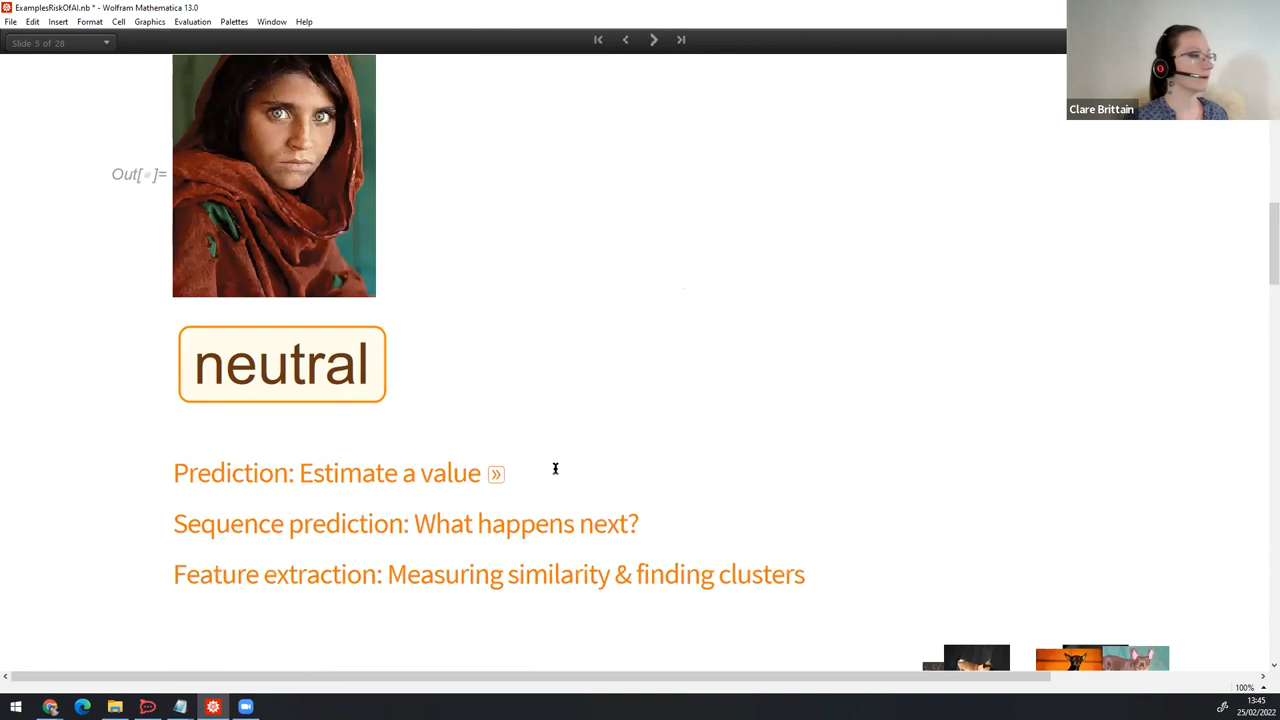 ExamplesRiskOfAI.nb * - Wolfram Mathematica 13.0
File Edit Insert Format Cell Graphics Evaluation Palettes Window Help
Slide 5 of 28
Clare Brittain
Out[ ]=
neutral
Prediction: Estimate a value »
Sequence prediction: What happens next?
Feature extraction: Measuring similarity & finding clusters
100%
13:45
25/02/2022